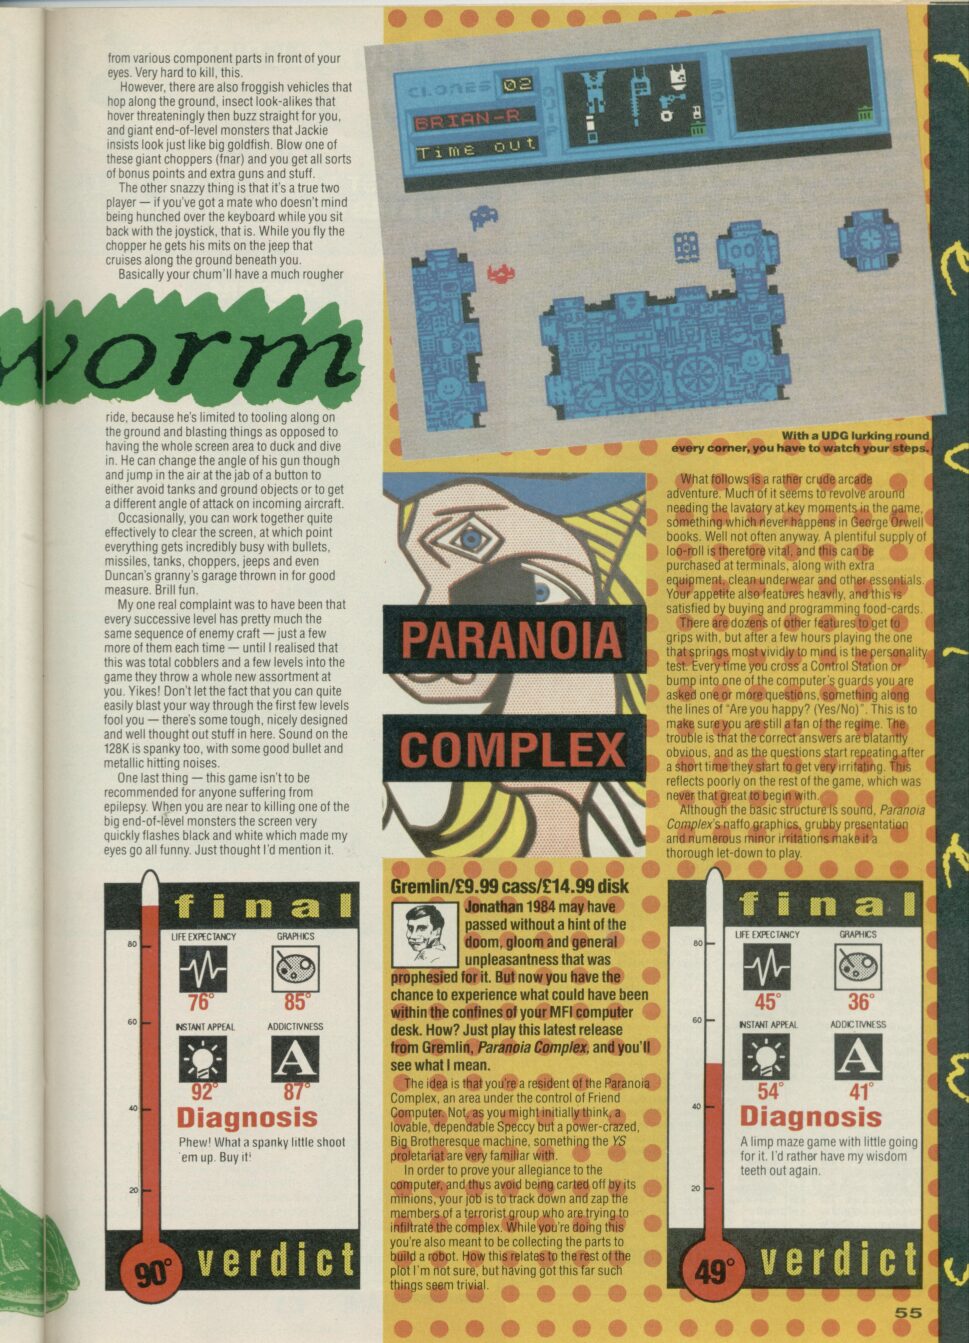 from various component parts in front of your
eyes. Very hard to kill, this.
However, there are also froggish vehicles that
hop along the ground, insect look-alikes that
hover threateningly then buzz straight for you,
and giant end-of-level monsters that Jackie
insists look just like big goldfish. Blow one of
these giant choppers (fnar) and you get all sorts
of bonus points and extra guns and stuff.
The other snazzy thing is that it's a true two
player — if you've got a mate who doesn't mind
being hunched over the keyboard while you sit
back with the joystick, that is. While you fly the
chopper he gets his mits on the jeep that
cruises along the ground beneath you.
Basically your chum'll have a much rougher
worm
ride, because he's limited to tooling along on
the ground and blasting things as opposed to
having the whole screen area to duck and dive
in. He can change the angle of his gun though
and jump in the air at the jab of a button to
either avoid tanks and ground objects or to get
a different angle of attack on incoming aircraft.
Occasionally, you can work together quite
effectively to clear the screen, at which point
everything gets incredibly busy with bullets,
missiles, tanks, choppers, jeeps and even
Duncan's granny's garage thrown in for good
measure. Brill fun.
My one real complaint was to have been that
every successive level has pretty much the
same sequence of enemy craft — just a few
more of them each time — until I realised that
this was total cobblers and a few levels into the
game they throw a whole new assortment at
you. Yikes! Don't let the fact that you can quite
easily blast your way through the first few levels
fool you — there's some tough, nicely designed
and well thought out stuff in here. Sound on the
128K is spanky too, with some good bullet and
metallic hitting noises.
One last thing — this game isn't to be
recommended for anyone suffering from
epilepsy. When you are near to killing one of the
big end-of-level monsters the screen very
quickly flashes black and white which made my
eyes go all funny. Just thought I'd mention it.
final
LIFE EXPECTANCY
GRAPHICS
76°
85°
INSTANT APPEAL
ADDICTIVNESS
92°
87°
80
60
40
20
Diagnosis
Phew! What a spanky little shoot
'em up. Buy it!
90°
verdict
CLONES 02
BRIAN-R
Time out
EQUIP
BOT
With a UDG lurking round
every corner, you have to watch your steps.
PARANOIA
COMPLEX
Gremlin/£9.99 cass/£14.99 disk
Jonathan 1984 may have
passed without a hint of the
doom, gloom and general
unpleasantness that was
prophesied for it. But now you have the
chance to experience what could have been
within the confines of your MFI computer
desk. How? Just play this latest release
from Gremlin, Paranoia Complex, and you'll
see what I mean.
The idea is that you're a resident of the Paranoia
Complex, an area under the control of Friend
Computer. Not, as you might initially think, a
lovable, dependable Speccy but a power-crazed,
Big Brotheresque machine, something the YS
proletariat are very familiar with.
In order to prove your allegiance to the
computer, and thus avoid being carted off by its
minions, your job is to track down and zap the
members of a terrorist group who are trying to
infiltrate the complex. While you're doing this
you're also meant to be collecting the parts to
build a robot. How this relates to the rest of the
plot I'm not sure, but having got this far such
things seem trivial.
What follows is a rather crude arcade
adventure. Much of it seems to revolve around
needing the lavatory at key moments in the game,
something which never happens in George Orwell
books. Well not often anyway. A plentiful supply of
loo-roll is therefore vital, and this can be
purchased at terminals, along with extra
equipment, clean underwear and other essentials.
Your appetite also features heavily, and this is
satisfied by buying and programming food-cards.
There are dozens of other features to get to
grips with, but after a few hours playing the one
that springs most vividly to mind is the personality
test. Every time you cross a Control Station or
bump into one of the computer's guards you are
asked one or more questions, something along
the lines of "Are you happy? (Yes/No)". This is to
make sure you are still a fan of the regime. The
trouble is that the correct answers are blatantly
obvious, and as the questions start repeating after
a short time they start to get very irritating. This
reflects poorly on the rest of the game, which was
never that great to begin with.
Although the basic structure is sound, Paranoia
Complex's naffo graphics, grubby presentation
and numerous minor irritations make it a
thorough let-down to play.
final
LIFE EXPECTANCY
GRAPHICS
45°
36°
INSTANT APPEAL
ADDICTIVNESS
54°
41°
80
60
40
20
Diagnosis
A limp maze game with little going
for it. I'd rather have my wisdom
teeth out again.
49°
verdict
55